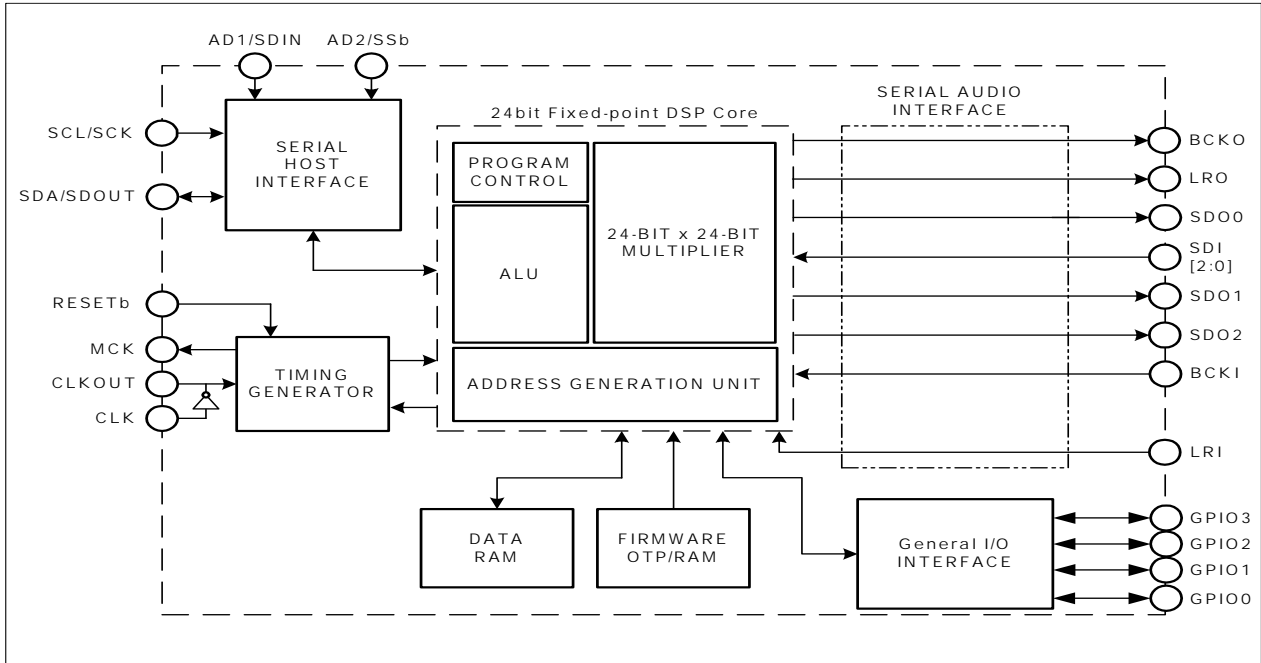 AD1/SDIN
AD2/SSb
SERIAL AUDIO
INTERFACE
24bit Fixed-point DSP Core
SCL/SCK
SDA/SDOUT
SERIAL
HOST
INTERFACE
PROGRAM
CONTROL
24-BIT x 24-BIT
MULTIPLIER
ALU
ADDRESS GENERATION UNIT
RESETb
MCK
CLKOUT
CLK
TIMING
GENERATOR
BCKO
LRO
SDO0
SDI
[2:0]
SDO1
SDO2
BCKI
LRI
DATA
RAM
FIRMWARE
OTP/RAM
General I/O
INTERFACE
GPIO3
GPIO2
GPIO1
GPIO0